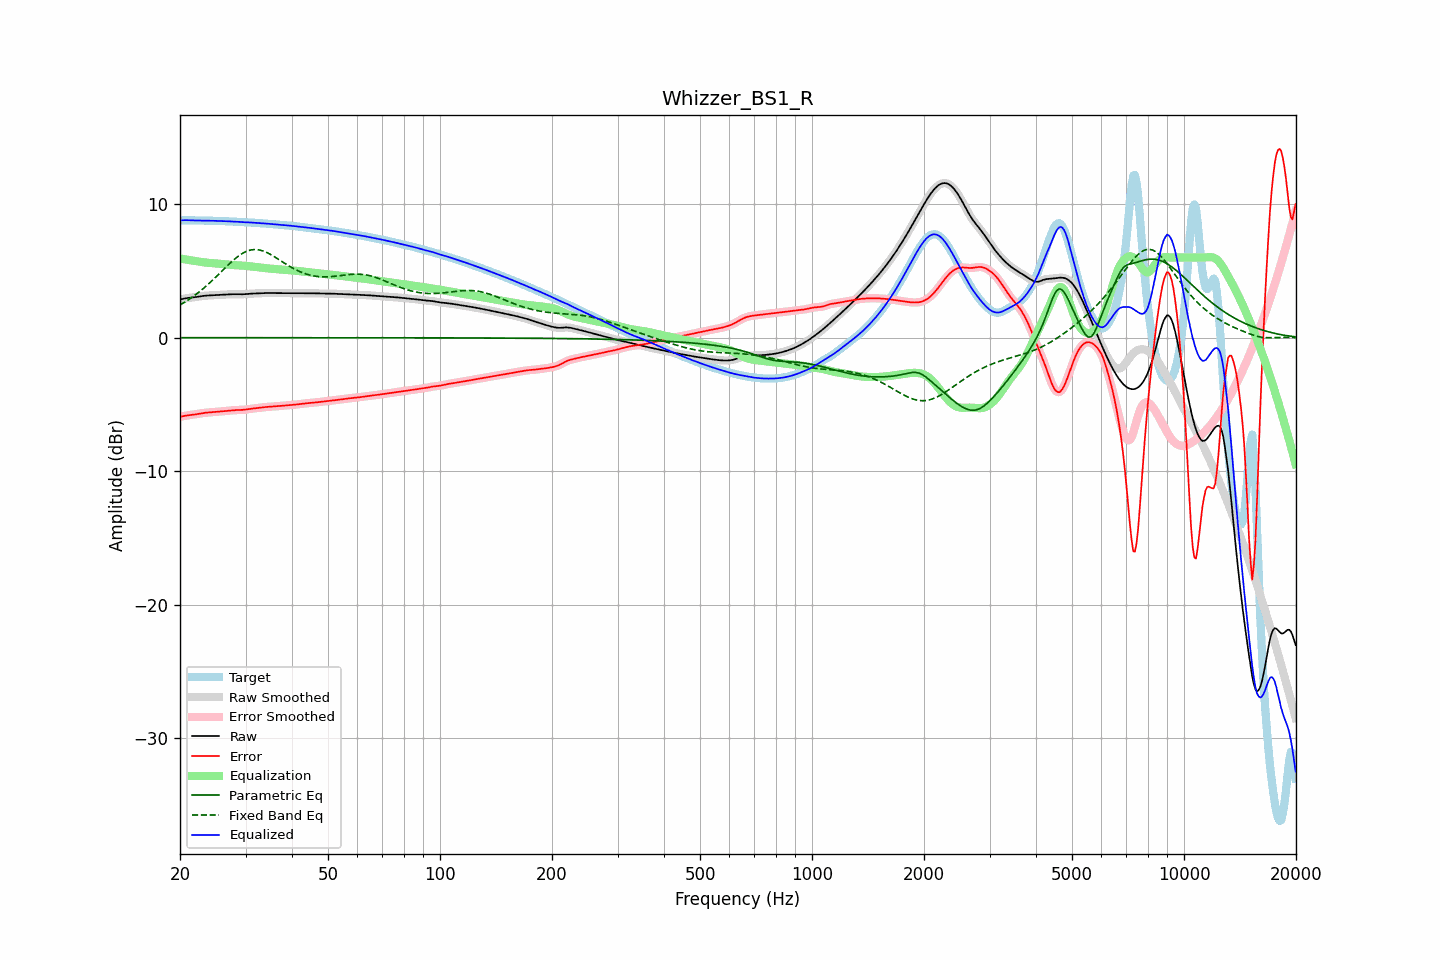 Whizzer_BS1_R
Amplitude (dBr)
10
0
−10
−20
−30
Target
Raw Smoothed
Error Smoothed
Raw
Error
Equalization
Parametric Eq
Fixed Band Eq
Equalized
20 50 100 200 500 1000 2000 5000 10000 20000
Frequency (Hz)